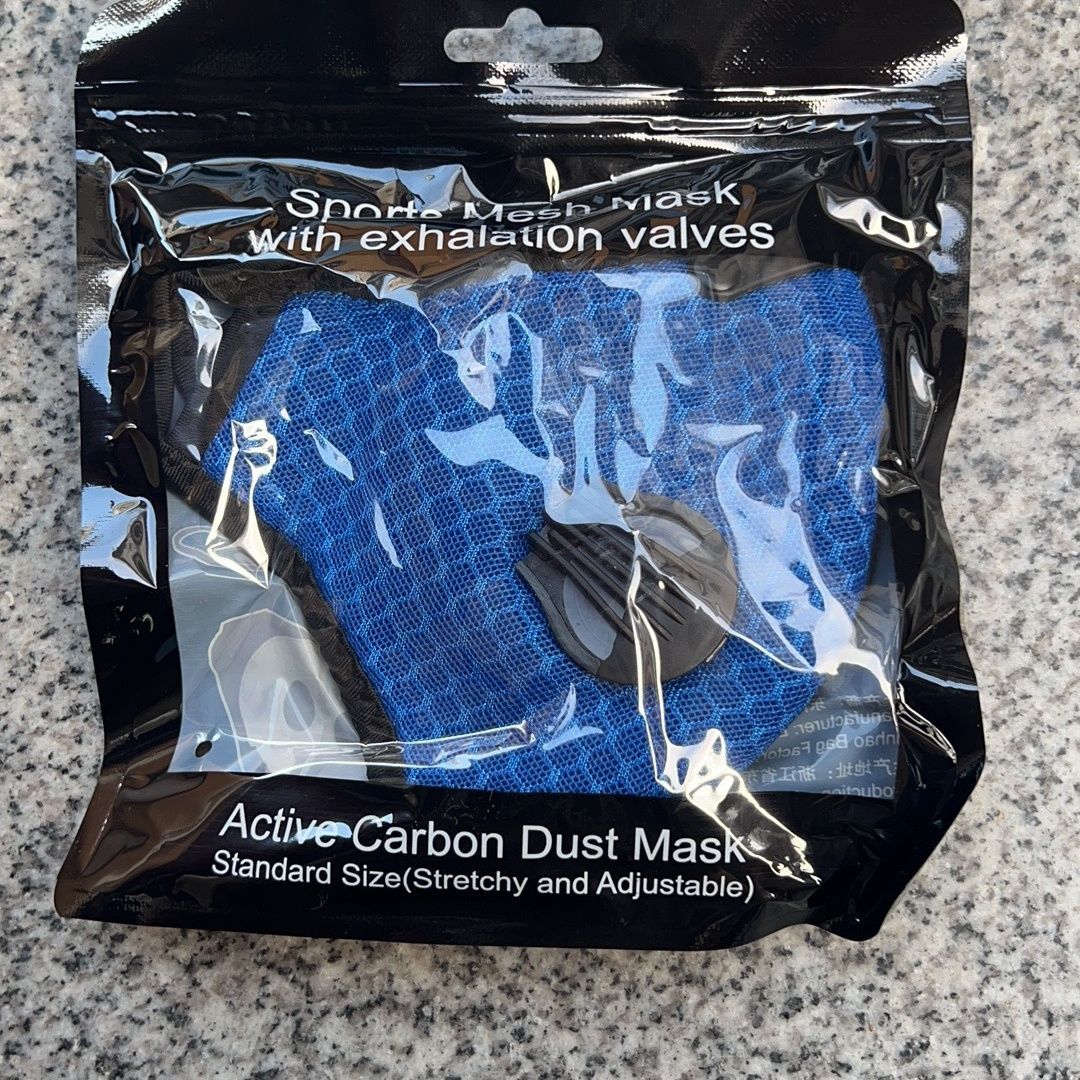 Sports Mesh Mask
with exhalation valves
Active Carbon Dust Mask
Standard Size(Stretchy and Adjustable)